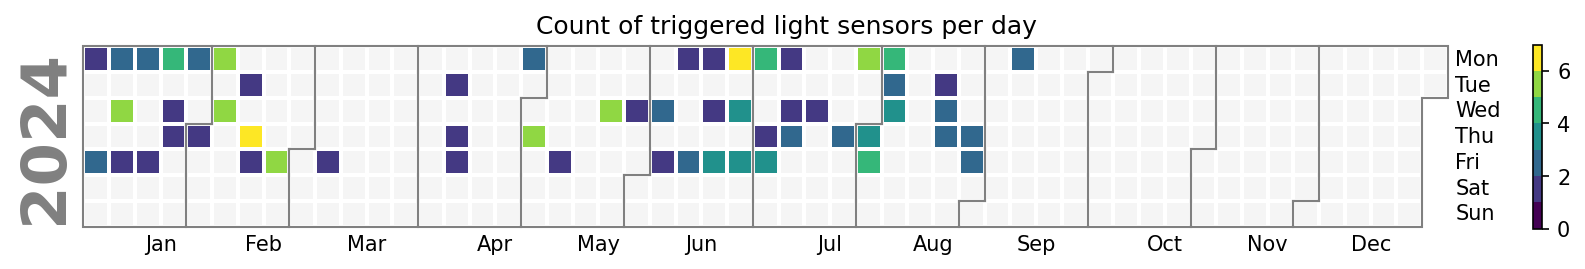 Count of triggered light sensors per day
2024
Mon
Tue
Wed
Thu
Fri
Sat
Sun
Jan Feb Mar Apr May Jun Jul Aug Sep Oct Nov Dec
6
4
2
0